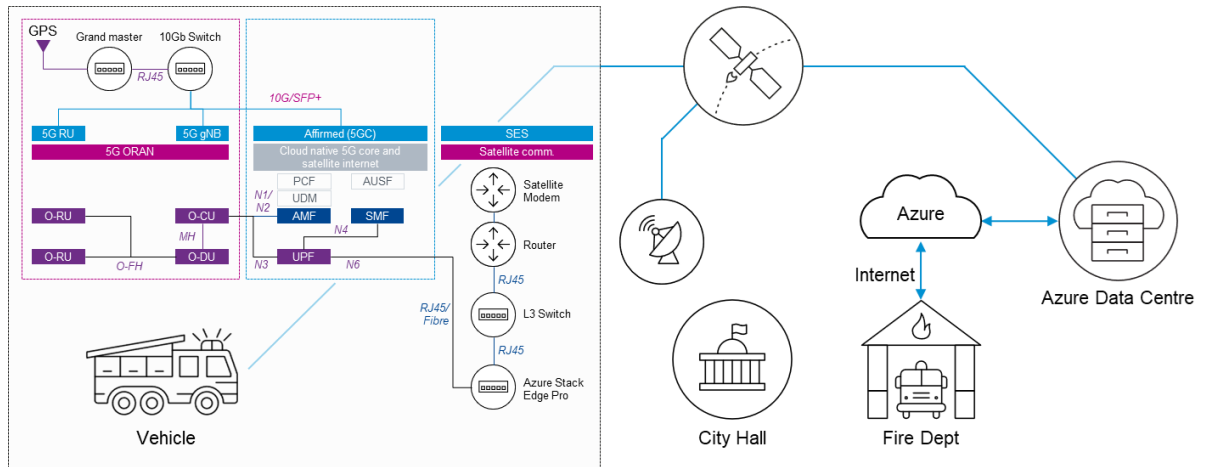 GPS
Grand master
10Gb Switch
RJ45
10G/SFP+
5G RU
5G gNB
5G ORAN
Affirmed (5GC)
Cloud native 5G core and
satellite internet
SES
Satellite comm.
PCF
AUSF
UDM
N1/
N2
AMF
SMF
O-RU
O-CU
MH
N4
O-RU
O-FH
O-DU
N3
UPF
N6
Satellite
Modem
Router
RJ45
RJ45/
Fibre
L3 Switch
RJ45
Azure Stack
Edge Pro
Vehicle
Azure
Internet
Azure Data Centre
City Hall
Fire Dept